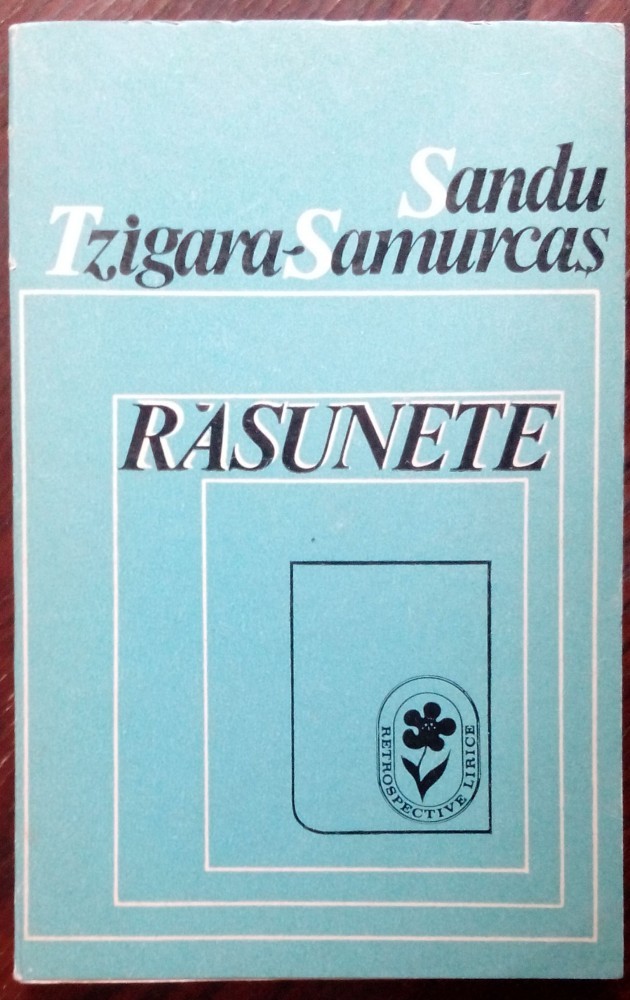 Sandu
Tzigara-Samurcaș
RĂSUNETE
RETROSPECTIVE LIRICE